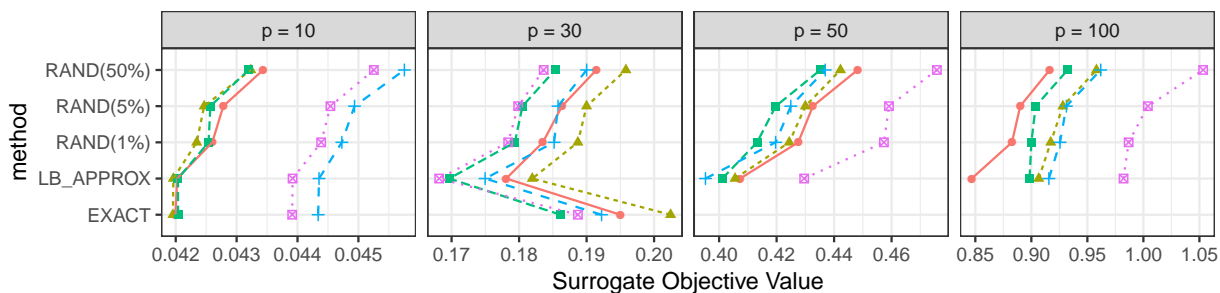 p = 10 p = 30 p = 50 p = 100
method
RAND(50%)
RAND(5%)
RAND(1%)
LB_APPROX
EXACT
0.042 0.043 0.044 0.045 0.17 0.18 0.19 0.20 0.40 0.42 0.44 0.46 0.85 0.90 0.95 1.00 1.05
Surrogate Objective Value